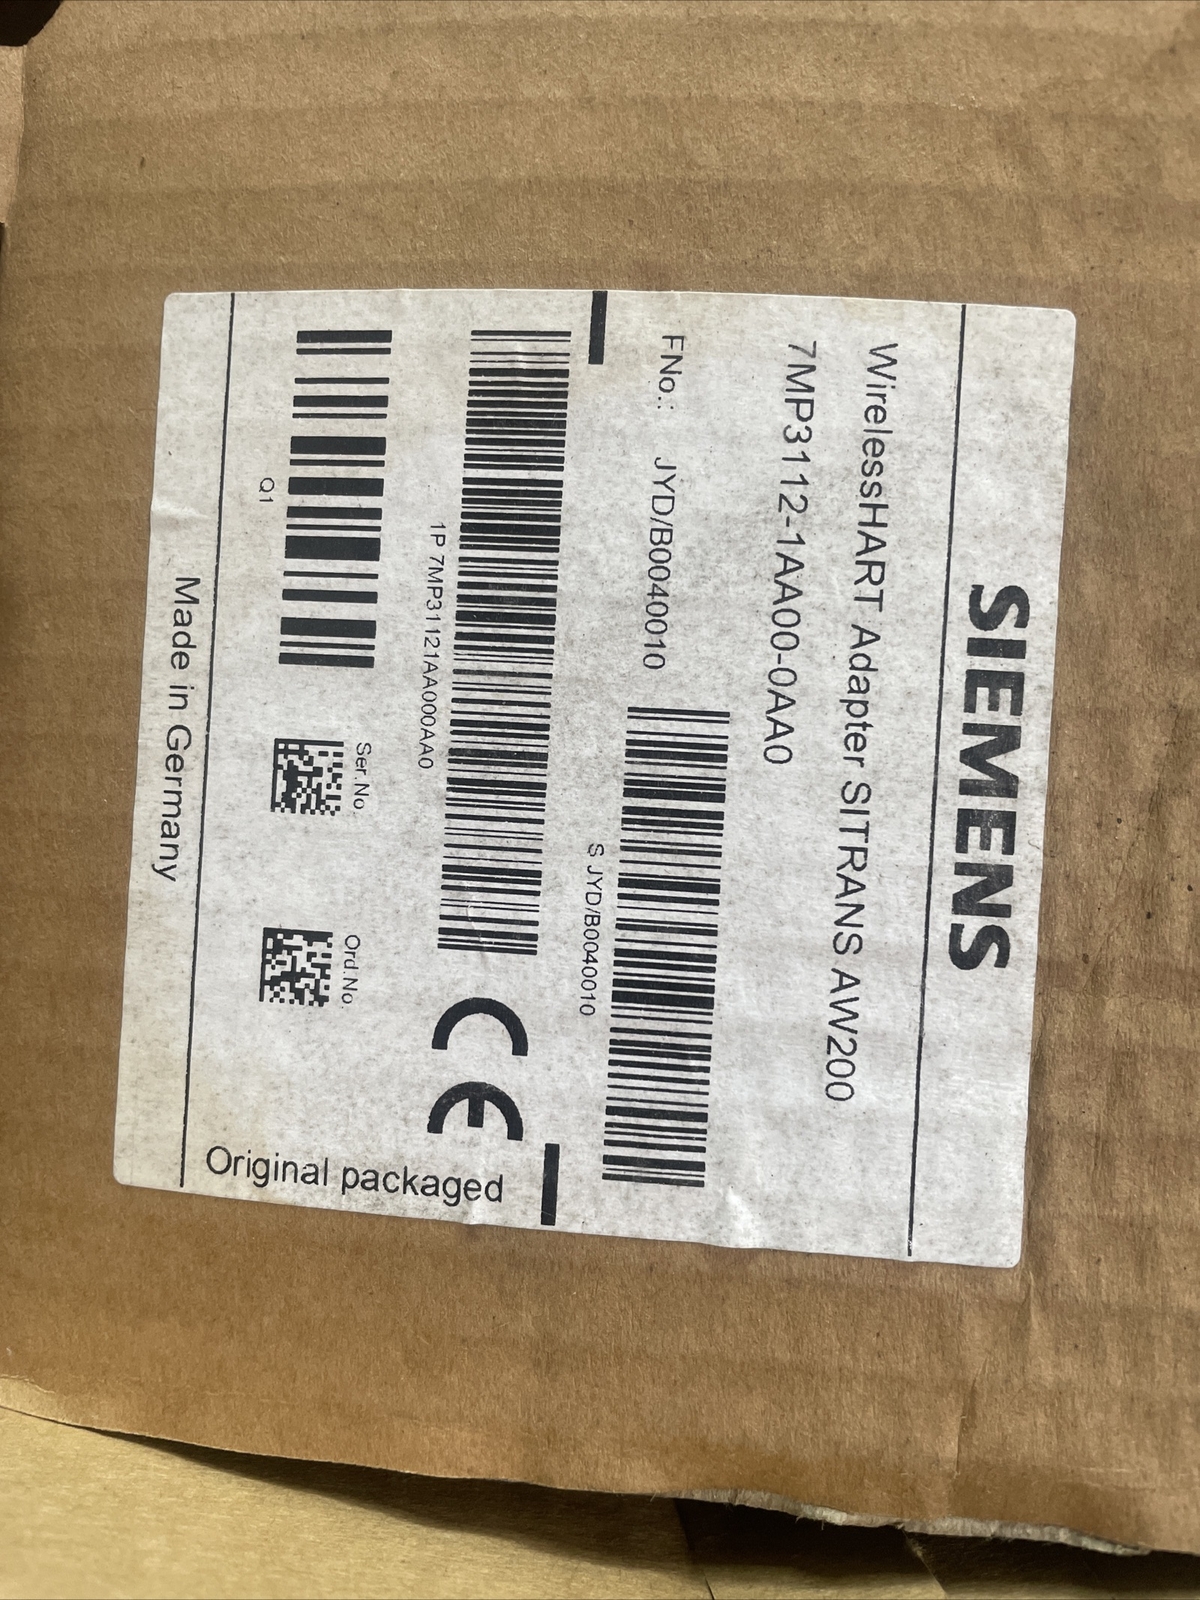 SIEMENS
WirelessHART Adapter SITRANS AW200
7MP3112-1AA00-0AA0
FNo.: JYD/B0040010
S JYD/B0040010
1P 7MP31121AA000AA0
Q1
Ser.No.
Ord.No.
Original packaged
Made in Germany